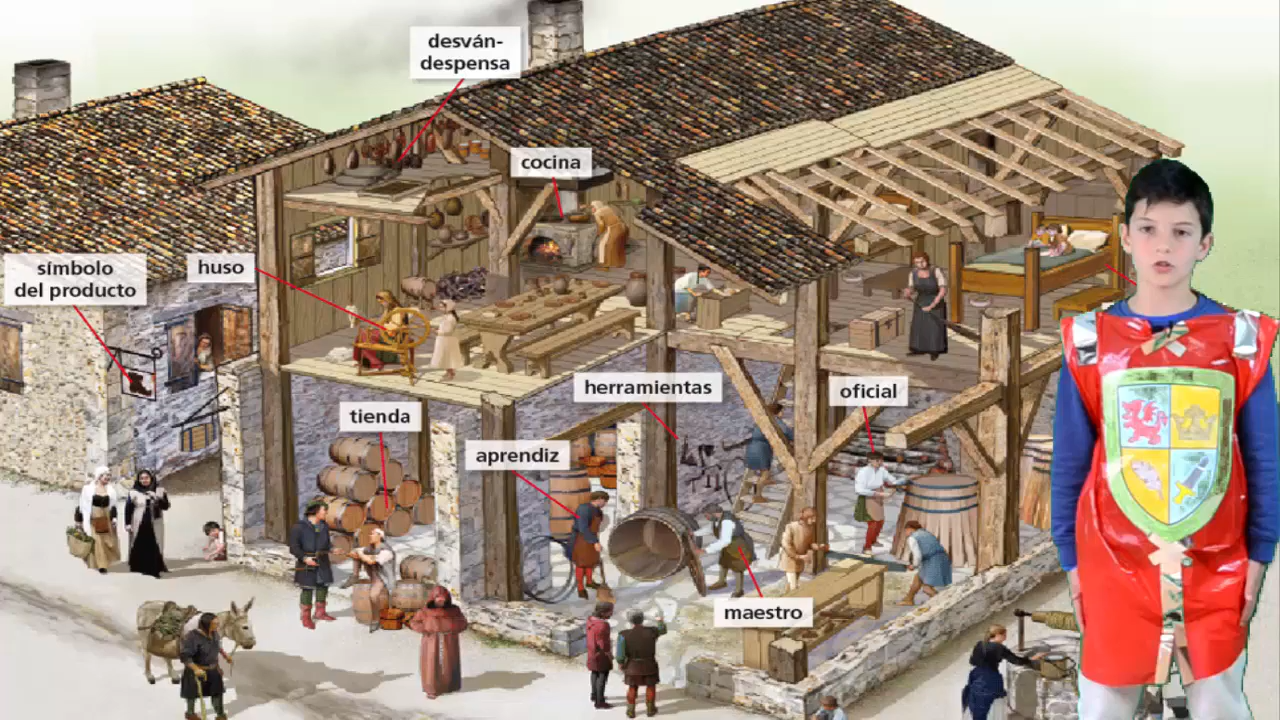 desván-
despensa
cocina
símbolo
del producto
huso
herramientas
oficial
tienda
aprendiz
maestro